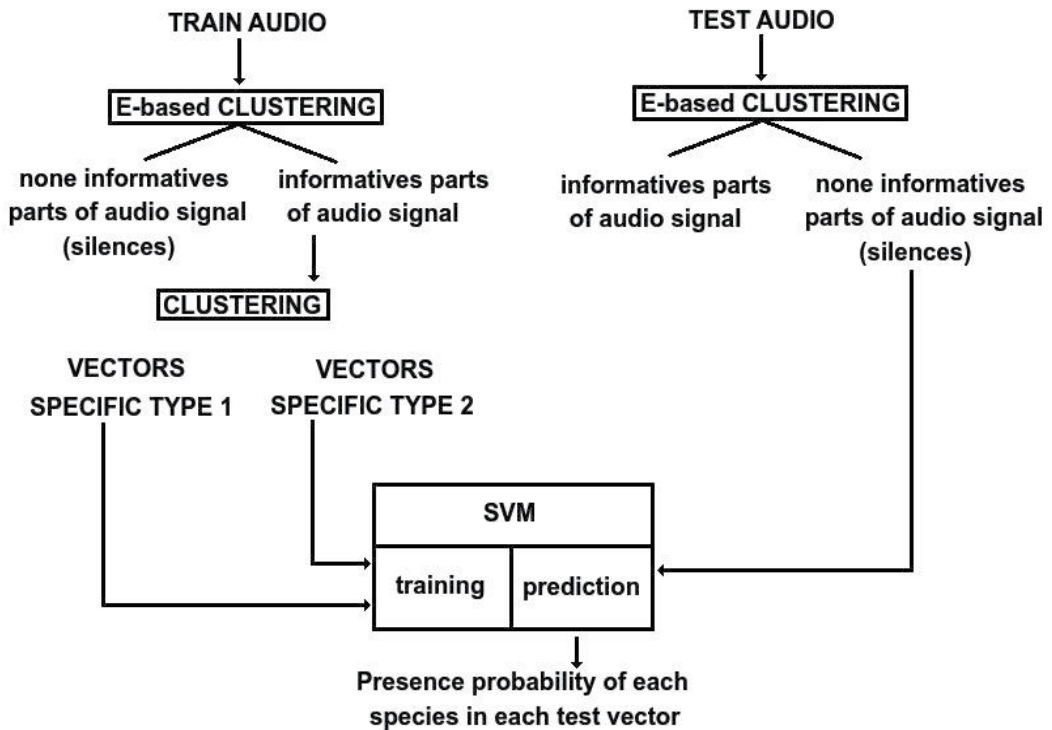 TRAIN AUDIO
E-based CLUSTERING
none informatives
parts of audio signal
(silences)
informatives parts
of audio signal
CLUSTERING
VECTORS
SPECIFIC TYPE 1
VECTORS
SPECIFIC TYPE 2
TEST AUDIO
E-based CLUSTERING
informatives parts
of audio signal
none informatives
parts of audio signal
(silences)
SVM
training
prediction
Presence probability of each
species in each test vector